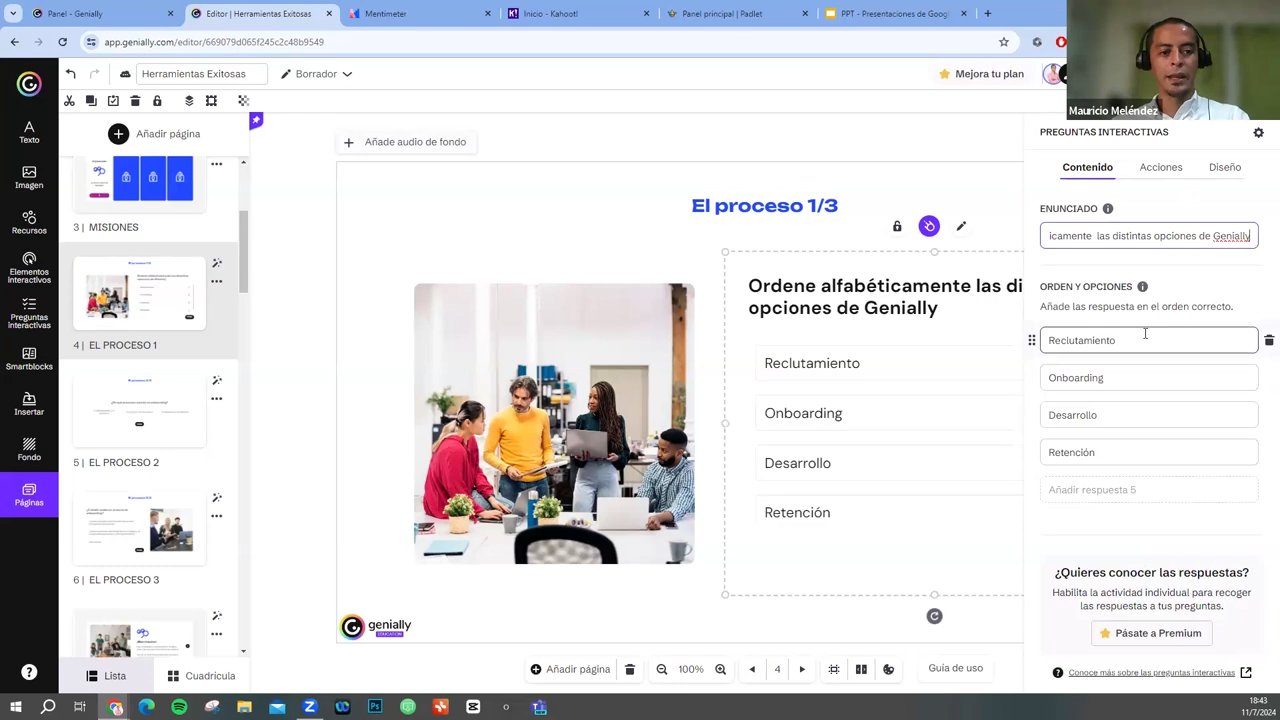 Panel - Genially
Editor | Herramientas Exitosas
Mentimeter
Inicio - Kahoot!
Panel principal | Padlet
PPT - Presentaciones de Goog
app.genially.com/editor/669079d065f245c2c48b9549
Herramientas Exitosas
Borrador
Mejora tu plan
Mauricio Meléndez
Añadir página
Añade audio de fondo
Texto
Imagen
Recursos
Elementos
Interactivos
Preguntas
Interactivas
Smartblocks
Insertar
Fondo
Páginas
3 | MISIONES
4 | EL PROCESO 1
5 | EL PROCESO 2
6 | EL PROCESO 3
Lista
Cuadrícula
El proceso 1/3
Ordene alfabéticamente las di
opciones de Genially
Reclutamiento
Onboarding
Desarrollo
Retención
genially
EDUCATION
PREGUNTAS INTERACTIVAS
Contenido
Acciones
Diseño
ENUNCIADO
icamente las distintas opciones de Genially
ORDEN Y OPCIONES
Añade las respuesta en el orden correcto.
Reclutamiento
Onboarding
Desarrollo
Retención
Añadir respuesta 5
¿Quieres conocer las respuestas?
Habilita la actividad individual para recoger
las respuestas a tus preguntas.
Pásate a Premium
Conoce más sobre las preguntas interactivas
Añadir página
100%
4
Guía de uso
18:43
11/7/2024